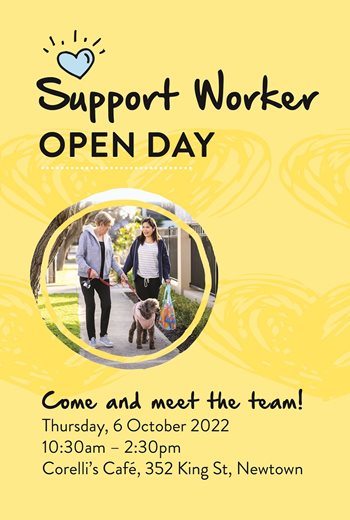 Support Worker
OPEN DAY
Come and meet the team!
Thursday, 6 October 2022
10:30am – 2:30pm
Corelli's Café, 352 King St, Newtown